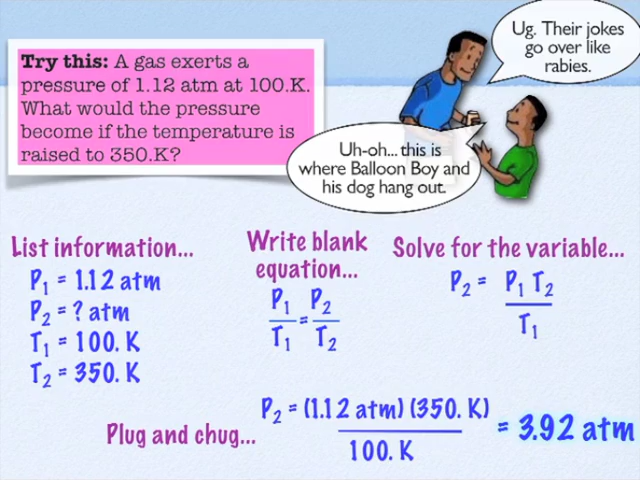 Try this: A gas exerts a
pressure of 1.12 atm at 100.K.
What would the pressure
become if the temperature is
raised to 350.K?
Ug. Their jokes
go over like
rabies.
Uh-oh... this is
where Balloon Boy and
his dog hang out.
List information...
P₁ = 1.12 atm
P₂ = ? atm
T₁ = 100. K
T₂ = 350. K
Write blank
equation...
P₁ P₂
=
T₁ T₂
Solve for the variable...
P₂ = P₁ T₂
T₁
Plug and chug...
P₂ = (1.12 atm) (350. K)
100. K
= 3.92 atm